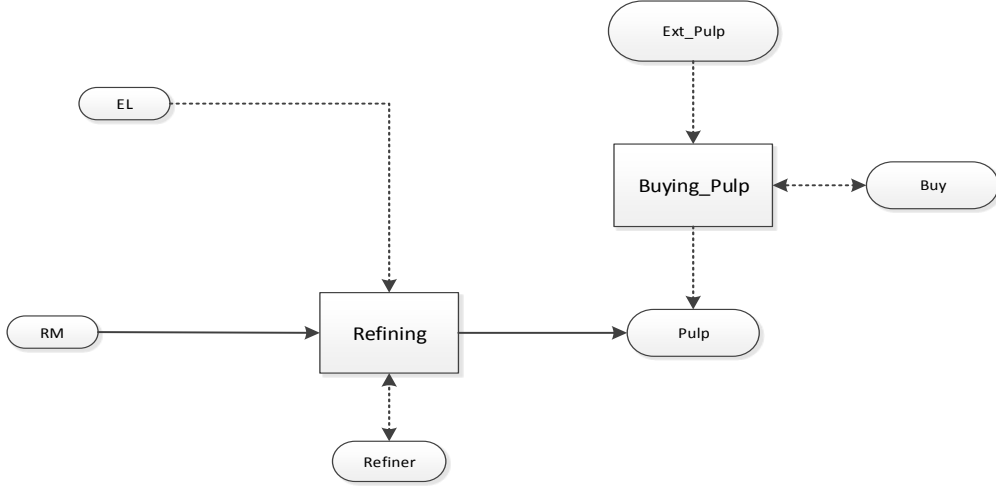 Ext_Pulp
EL
Buying_Pulp
Buy
RM
Refining
Pulp
Refiner